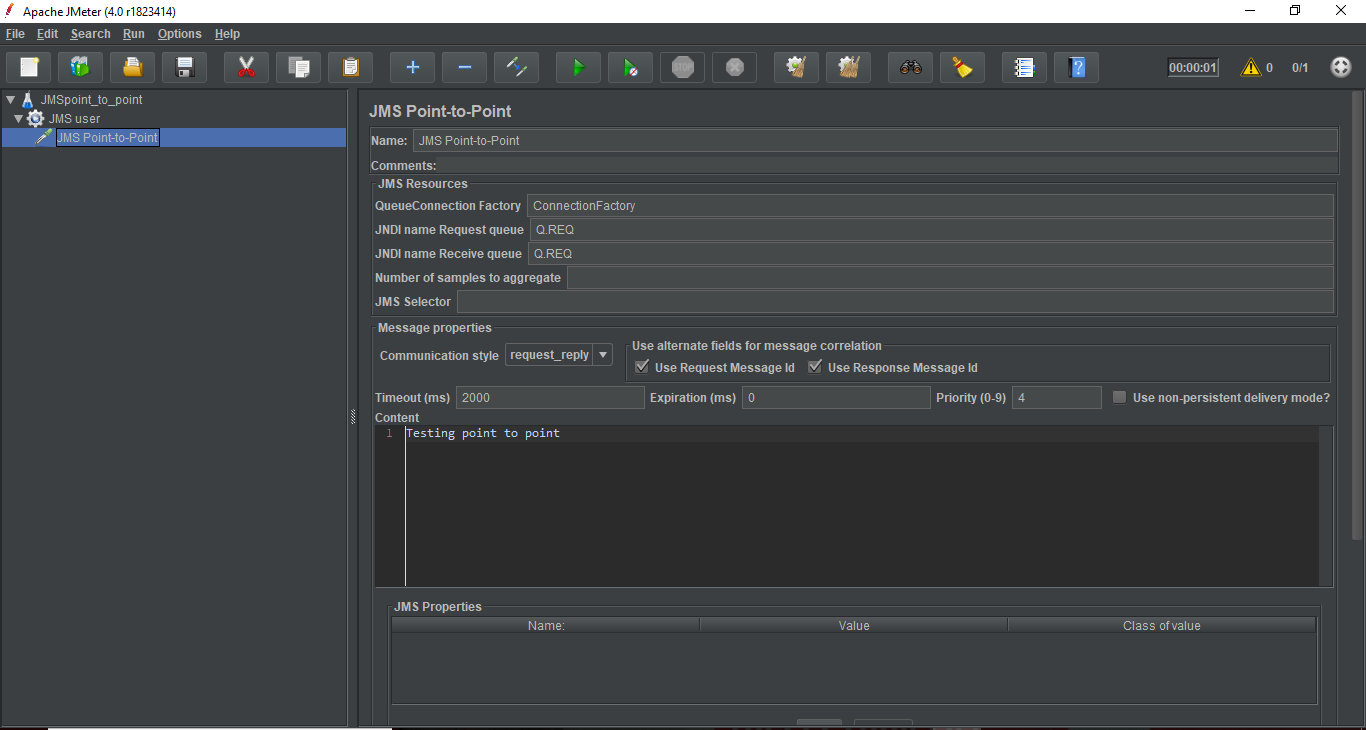 Apache JMeter (4.0 r1823414)
File Edit Search Run Options Help
STOP 00:00:01 0 0/1
JMSpoint_to_point
JMS user
JMS Point-to-Point
JMS Point-to-Point
Name: JMS Point-to-Point
Comments:
JMS Resources
QueueConnection Factory ConnectionFactory
JNDI name Request queue Q.REQ
JNDI name Receive queue Q.REQ
Number of samples to aggregate
JMS Selector
Message properties
Communication style request_reply
Use alternate fields for message correlation
Use Request Message Id Use Response Message Id
Timeout (ms) 2000 Expiration (ms) 0 Priority (0-9) 4 Use non-persistent delivery mode?
Content
1 Testing point to point
JMS Properties
Name: Value Class of value